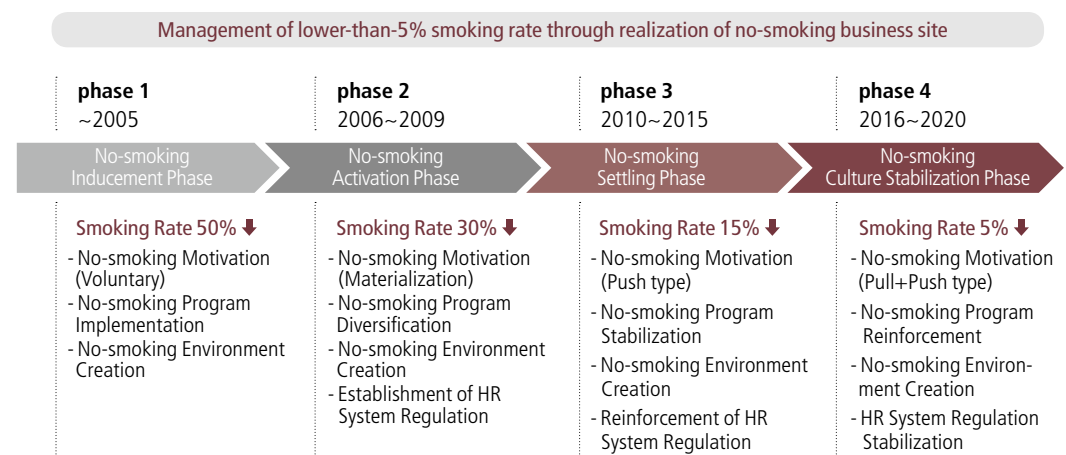 Management of lower-than-5% smoking rate through realization of no-smoking business site
phase 1
~2005
No-smoking
Inducement Phase
Smoking Rate 50% ⬇
- No-smoking Motivation
(Voluntary)
- No-smoking Program
Implementation
- No-smoking Environment
Creation
phase 2
2006~2009
No-smoking
Activation Phase
Smoking Rate 30% ⬇
- No-smoking Motivation
(Materialization)
- No-smoking Program
Diversification
- No-smoking Environment
Creation
- Establishment of HR
System Regulation
phase 3
2010~2015
No-smoking
Settling Phase
Smoking Rate 15% ⬇
- No-smoking Motivation
(Push type)
- No-smoking Program
Stabilization
- No-smoking Environment
Creation
- Reinforcement of HR
System Regulation
phase 4
2016~2020
No-smoking
Culture Stabilization Phase
Smoking Rate 5% ⬇
- No-smoking Motivation
(Pull+Push type)
- No-smoking Program
Reinforcement
- No-smoking Environ-
ment Creation
- HR System Regulation
Stabilization